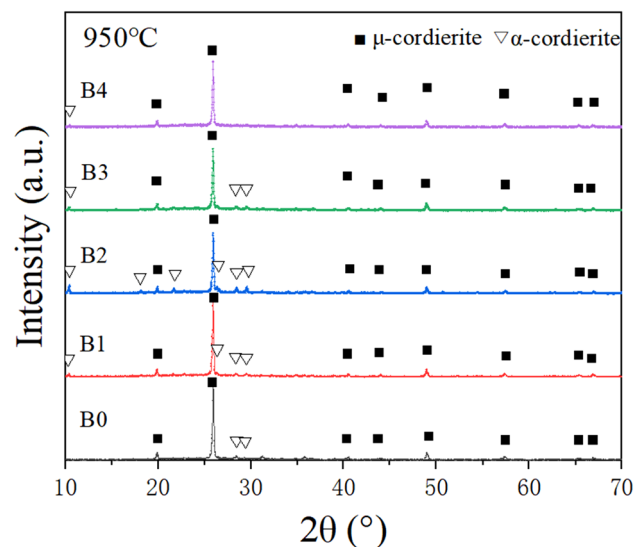 950°C
■ μ-cordierite ▽ α-cordierite
B4
B3
B2
B1
B0
Intensity (a.u.)
10 20 30 40 50 60 70
2θ (°)